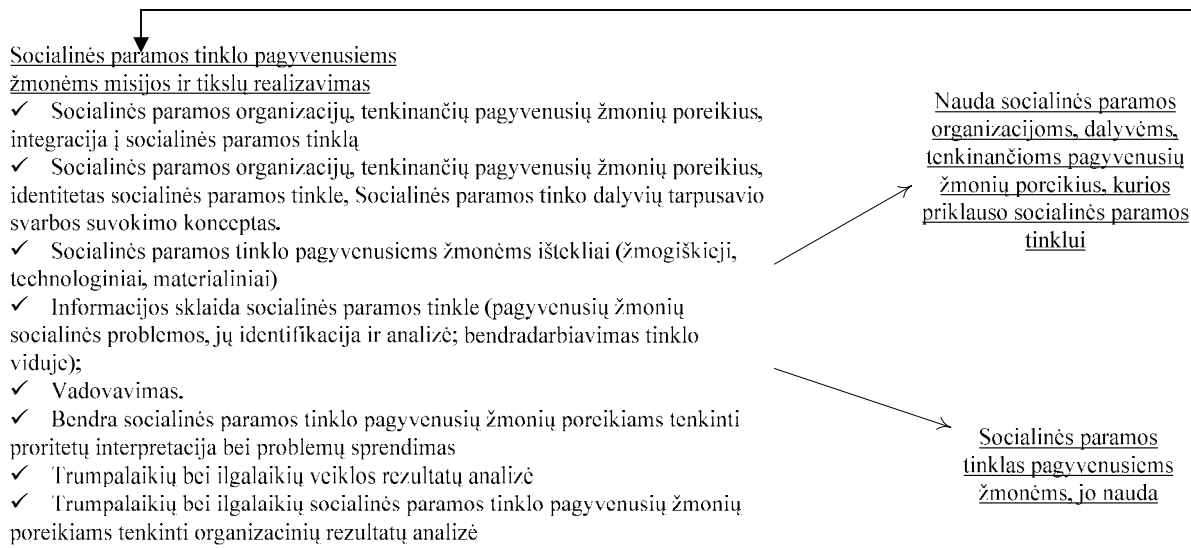 Socialinės paramos tinklo pagyvenusiems
žmonėms misijos ir tikslų realizavimas
✓ Socialinės paramos organizacijų, tenkinančių pagyvenusių žmonių poreikius,
integracija į socialinės paramos tinklą
✓ Socialinės paramos organizacijų, tenkinančių pagyvenusių žmonių poreikius,
identitetas socialinės paramos tinkle, Socialinės paramos tinko dalyvių tarpusavio
svarbos suvokimo konceptas.
✓ Socialinės paramos tinklo pagyvenusiems žmonėms ištekliai (žmogiškieji,
technologiniai, materialiniai)
✓ Informacijos sklaida socialinės paramos tinkle (pagyvenusių žmonių
socialinės problemos, jų identifikacija ir analizė; bendradarbiavimas tinklo
viduje);
✓ Vadovavimas.
✓ Bendra socialinės paramos tinklo pagyvenusių žmonių poreikiams tenkinti
proritetų interpretacija bei problemų sprendimas
✓ Trumpalaikių bei ilgalaikių veiklos rezultatų analizė
✓ Trumpalaikių bei ilgalaikių socialinės paramos tinklo pagyvenusių žmonių
poreikiams tenkinti organizacinių rezultatų analizė
Nauda socialinės paramos
organizacijoms, dalyvėms,
tenkinančioms pagyvenusių
žmonių poreikius, kurios
priklauso socialinės paramos
tinklui
Socialinės paramos
tinklas pagyvenusiems
žmonėms, jo nauda